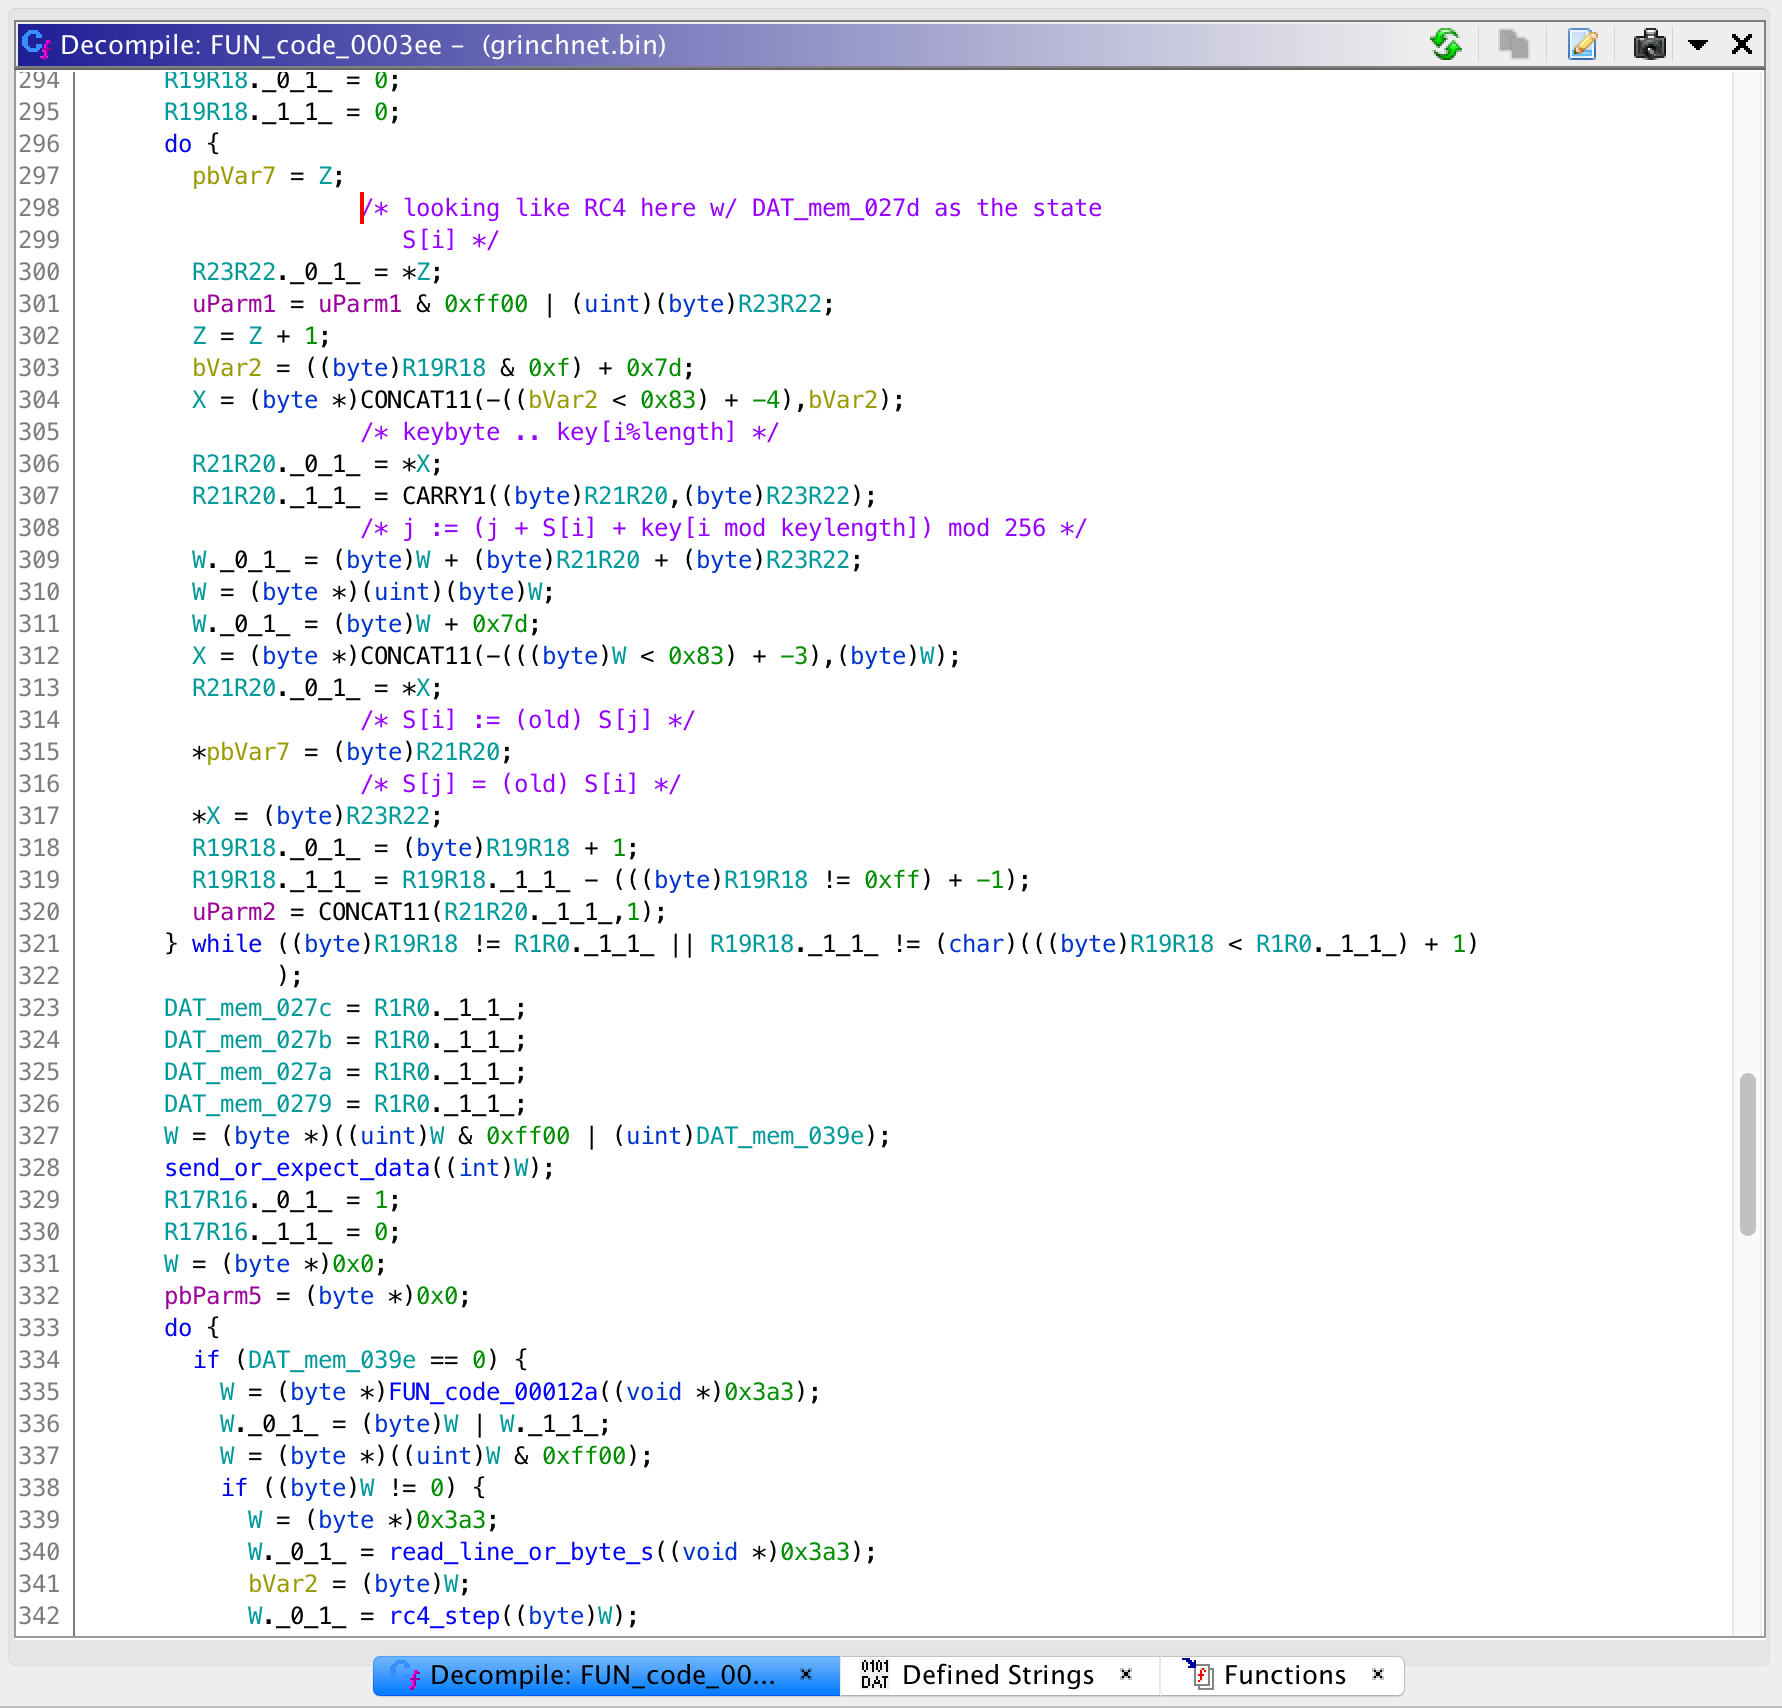 Decompile: FUN_code_0003ee – (grinchnet.bin)
294 R19R18._0_1_ = 0;
295 R19R18._1_1_ = 0;
296 do {
297 pbVar7 = Z;
298 /* looking like RC4 here w/ DAT_mem_027d as the state
299 S[i] */
300 R23R22._0_1_ = *Z;
301 uParm1 = uParm1 & 0xff00 | (uint)(byte)R23R22;
302 Z = Z + 1;
303 bVar2 = ((byte)R19R18 & 0xf) + 0x7d;
304 X = (byte *)CONCAT11(-((bVar2 < 0x83) + -4),bVar2);
305 /* keybyte .. key[i%length] */
306 R21R20._0_1_ = *X;
307 R21R20._1_1_ = CARRY1((byte)R21R20,(byte)R23R22);
308 /* j := (j + S[i] + key[i mod keylength]) mod 256 */
309 W._0_1_ = (byte)W + (byte)R21R20 + (byte)R23R22;
310 W = (byte *)(uint)(byte)W;
311 W._0_1_ = (byte)W + 0x7d;
312 X = (byte *)CONCAT11(-(((byte)W < 0x83) + -3),(byte)W);
313 R21R20._0_1_ = *X;
314 /* S[i] := (old) S[j] */
315 *pbVar7 = (byte)R21R20;
316 /* S[j] = (old) S[i] */
317 *X = (byte)R23R22;
318 R19R18._0_1_ = (byte)R19R18 + 1;
319 R19R18._1_1_ = R19R18._1_1_ - (((byte)R19R18 != 0xff) + -1);
320 uParm2 = CONCAT11(R21R20._1_1_,1);
321 } while ((byte)R19R18 != R1R0._1_1_ || R19R18._1_1_ != (char)(((byte)R19R18 < R1R0._1_1_) + 1)
322 );
323 DAT_mem_027c = R1R0._1_1_;
324 DAT_mem_027b = R1R0._1_1_;
325 DAT_mem_027a = R1R0._1_1_;
326 DAT_mem_0279 = R1R0._1_1_;
327 W = (byte *)((uint)W & 0xff00 | (uint)DAT_mem_039e);
328 send_or_expect_data((int)W);
329 R17R16._0_1_ = 1;
330 R17R16._1_1_ = 0;
331 W = (byte *)0x0;
332 pbParm5 = (byte *)0x0;
333 do {
334 if (DAT_mem_039e == 0) {
335 W = (byte *)FUN_code_00012a((void *)0x3a3);
336 W._0_1_ = (byte)W | W._1_1_;
337 W = (byte *)((uint)W & 0xff00);
338 if ((byte)W != 0) {
339 W = (byte *)0x3a3;
340 W._0_1_ = read_line_or_byte_s((void *)0x3a3);
341 bVar2 = (byte)W;
342 W._0_1_ = rc4_step((byte)W);
Decompile: FUN_code_00... × 0101 DAT Defined Strings × f Functions ×